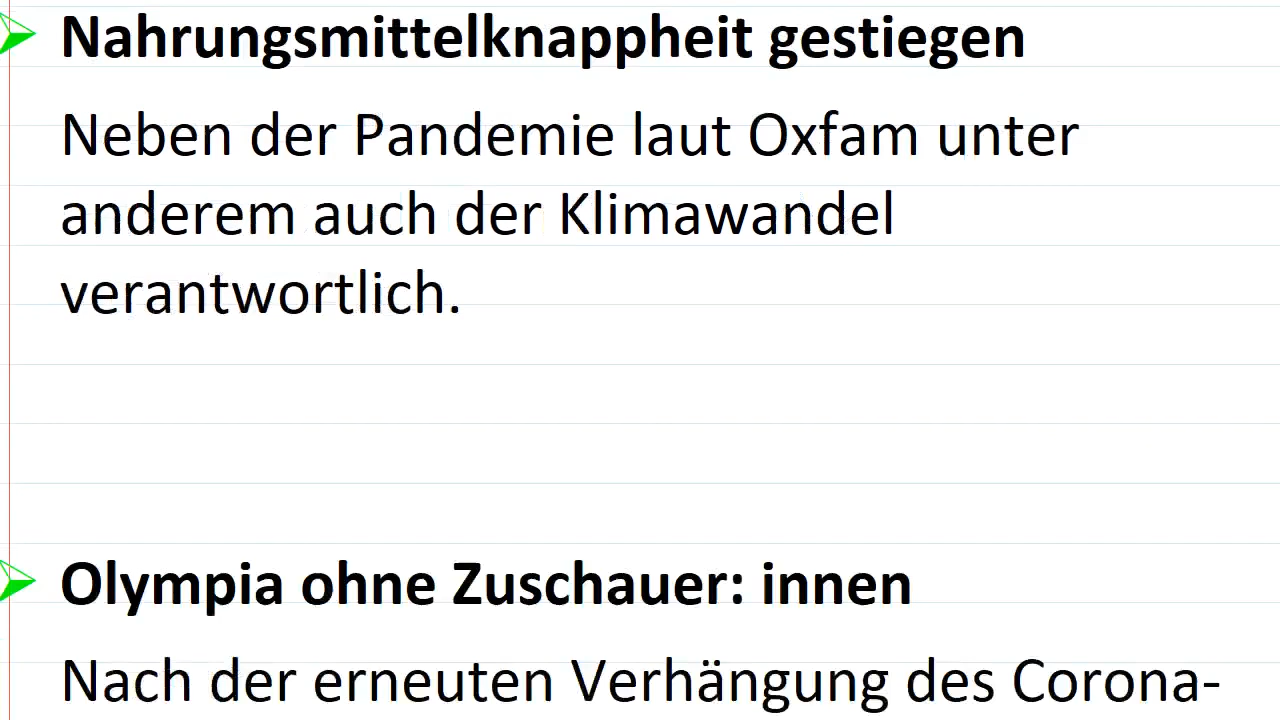 Nahrungsmittelknappheit gestiegen
Neben der Pandemie laut Oxfam unter
anderem auch der Klimawandel
verantwortlich.
Olympia ohne Zuschauer: innen
Nach der erneuten Verhängung des Corona-